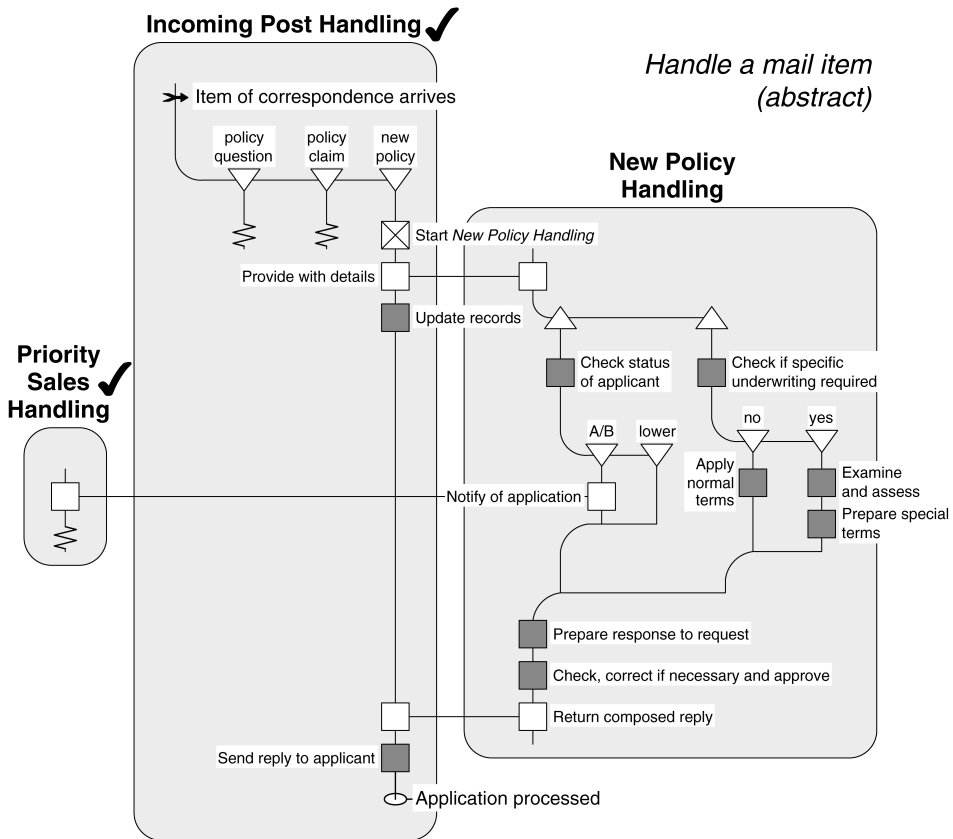 Incoming Post Handling
Handle a mail item
(abstract)
Item of correspondence arrives
policy
question
policy
claim
new
policy
New Policy
Handling
Start New Policy Handling
Provide with details
Update records
Priority
Sales
Handling
Check status
of applicant
Check if specific
underwriting required
A/B
lower
no
yes
Apply
normal
terms
Examine
and assess
Notify of application
Prepare special
terms
Prepare response to request
Check, correct if necessary and approve
Return composed reply
Send reply to applicant
Application processed